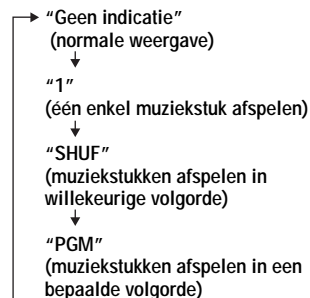 “Geen indicatie”
(normale weergave)
“1”
(één enkel muziekstuk afspelen)
“SHUF”
(muziekstukken afspelen in
willekeurige volgorde)
“PGM”
(muziekstukken afspelen in een
bepaalde volgorde)